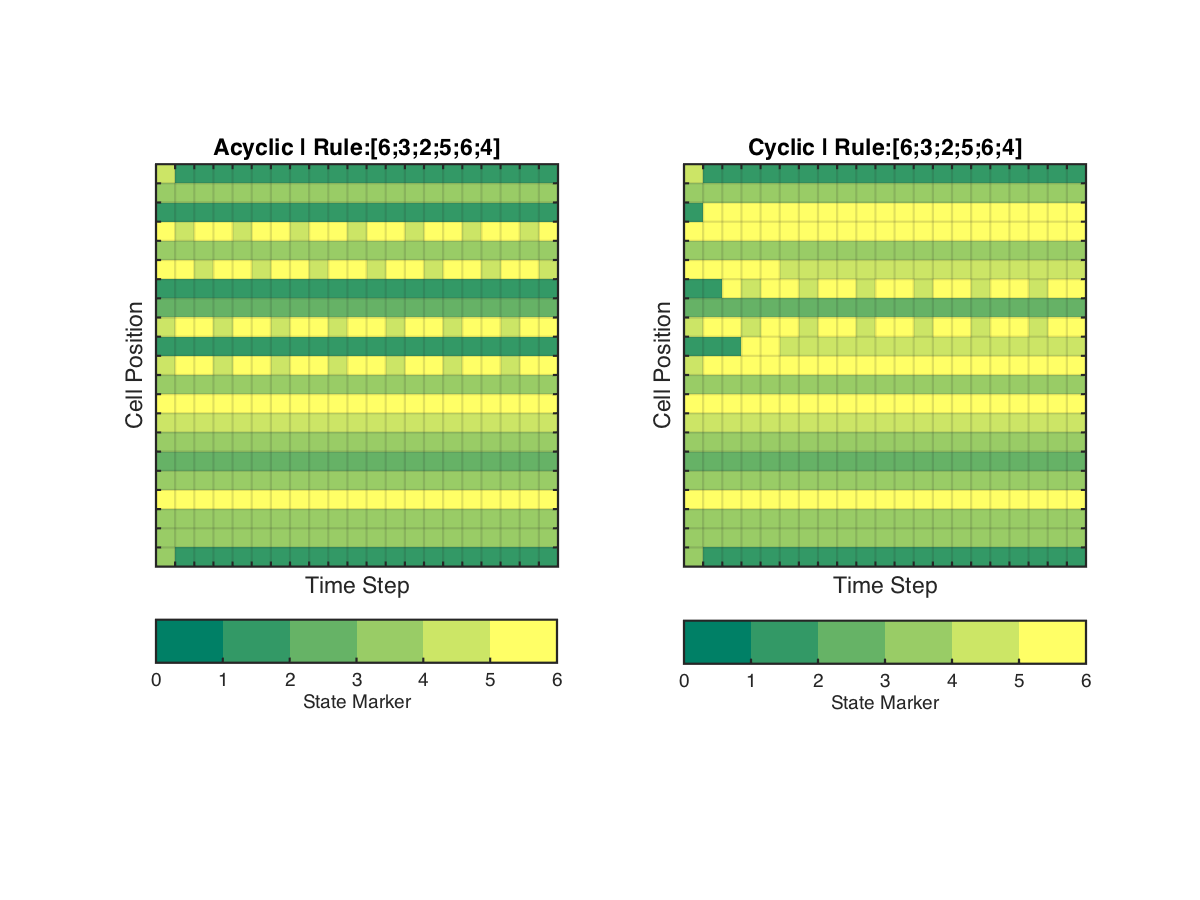 Acyclic | Rule:[6;3;2;5;6;4]
Cell Position
Time Step
0 1 2 3 4 5 6
State Marker
Cyclic | Rule:[6;3;2;5;6;4]
Cell Position
Time Step
0 1 2 3 4 5 6
State Marker